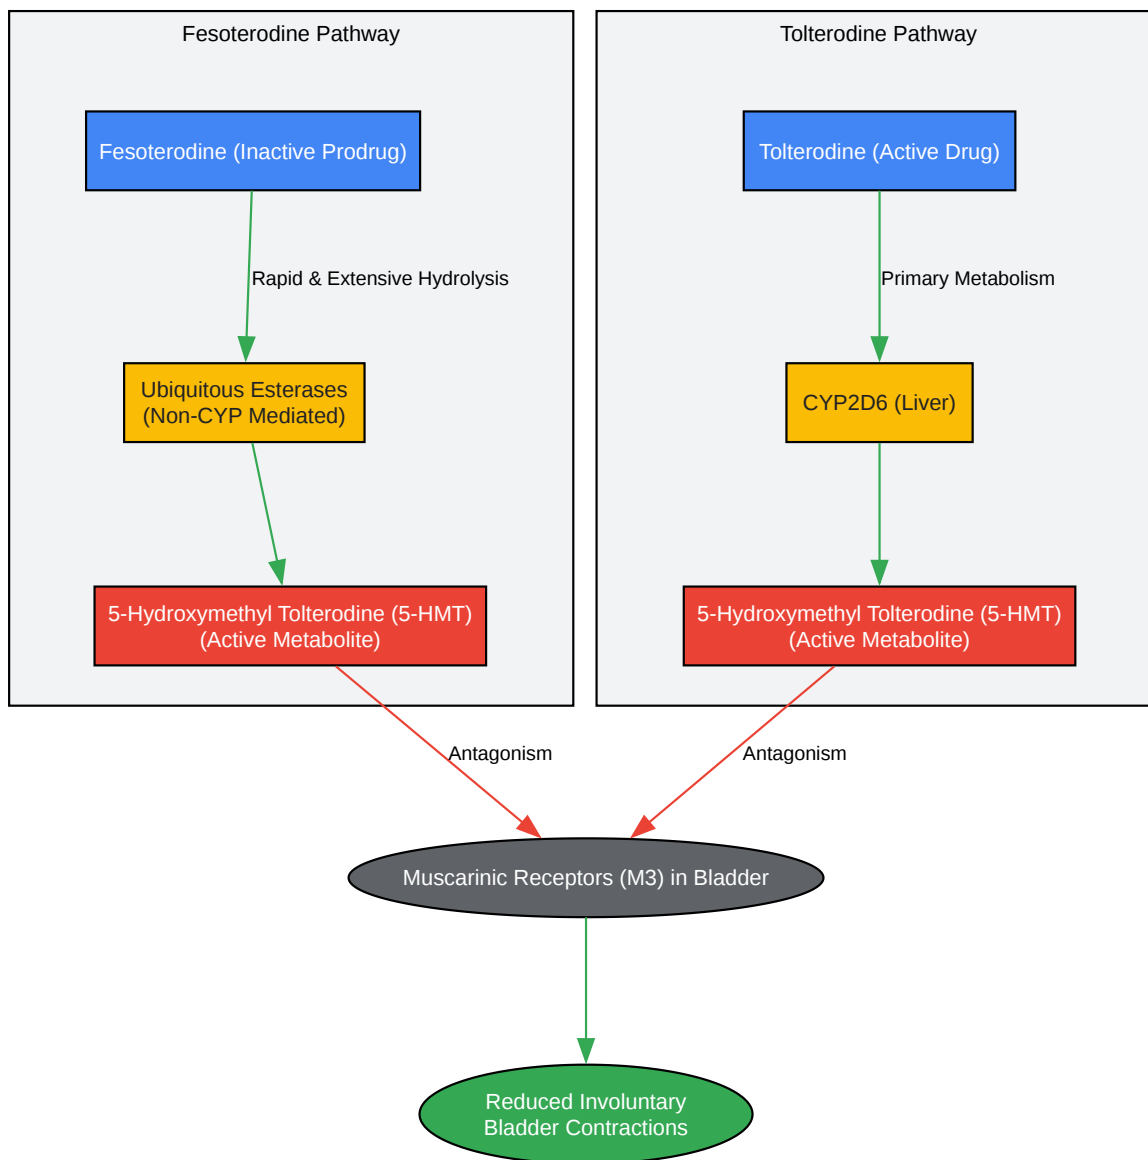 Fesoterodine Pathway
Tolterodine Pathway
Fesoterodine (Inactive Prodrug)
Tolterodine (Active Drug)
Rapid & Extensive Hydrolysis
Primary Metabolism
Ubiquitous Esterases
(Non-CYP Mediated)
CYP2D6 (Liver)
5-Hydroxymethyl Tolterodine (5-HMT)
(Active Metabolite)
5-Hydroxymethyl Tolterodine (5-HMT)
(Active Metabolite)
Antagonism
Antagonism
Muscarinic Receptors (M3) in Bladder
Reduced Involuntary
Bladder Contractions